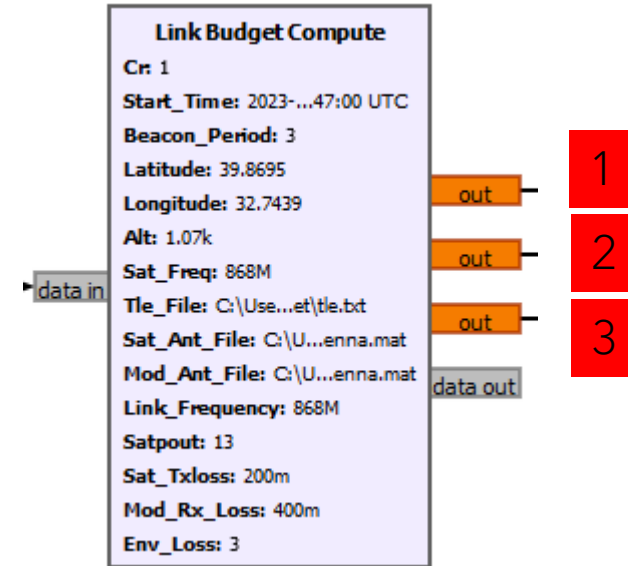 Link Budget Compute
Cr: 1
Start_Time: 2023-...47:00 UTC
Beacon_Period: 3
Latitude: 39.8695
Longitude: 32.7439
Alt: 1.07k
Sat_Freq: 868M
Tle_File: C:\Use...et\tle.txt
Sat_Ant_File: C:\U...enna.mat
Mod_Ant_File: C:\U...enna.mat
Link_Frequency: 868M
Satpout: 13
Sat_Txloss: 200m
Mod_Rx_Loss: 400m
Env_Loss: 3
data in
out
out
out
data out
1
2
3